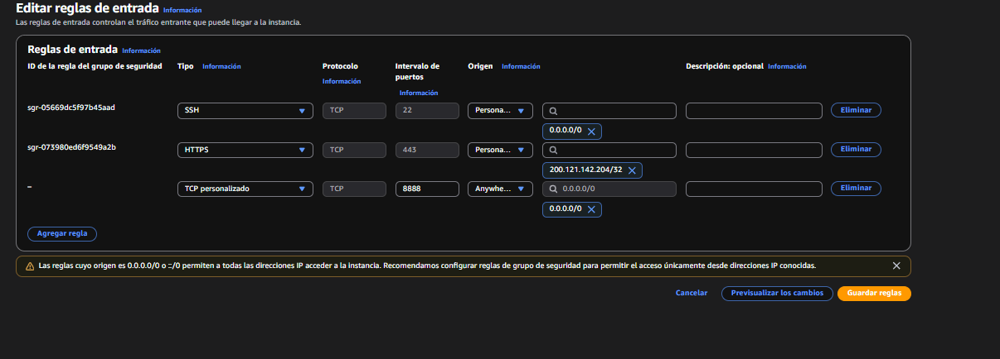 Editar reglas de entrada Información
Las reglas de entrada controlan el tráfico entrante que puede llegar a la instancia.
Reglas de entrada Información
ID de la regla del grupo de seguridad Tipo Información Protocolo Información Intervalo de puertos Información Origen Información Descripción: opcional Información
sgr-05669dc5f97b45aad SSH TCP 22 Persona... Eliminar
0.0.0.0/0
sgr-073980ed6f9549a2b HTTPS TCP 443 Persona... Eliminar
200.121.142.204/32
– TCP personalizado TCP 8888 Anywhe... 0.0.0.0/0 Eliminar
0.0.0.0/0
Agregar regla
Las reglas cuyo origen es 0.0.0.0/0 o ::/0 permiten a todas las direcciones IP acceder a la instancia. Recomendamos configurar reglas de grupo de seguridad para permitir el acceso únicamente desde direcciones IP conocidas.
Cancelar Previsualizar los cambios Guardar reglas